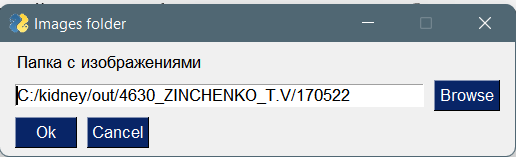 Images folder
Папка с изображениями
C:/kidney/out/4630_ZINCHENKO_T.V/170522
Browse
Ok
Cancel